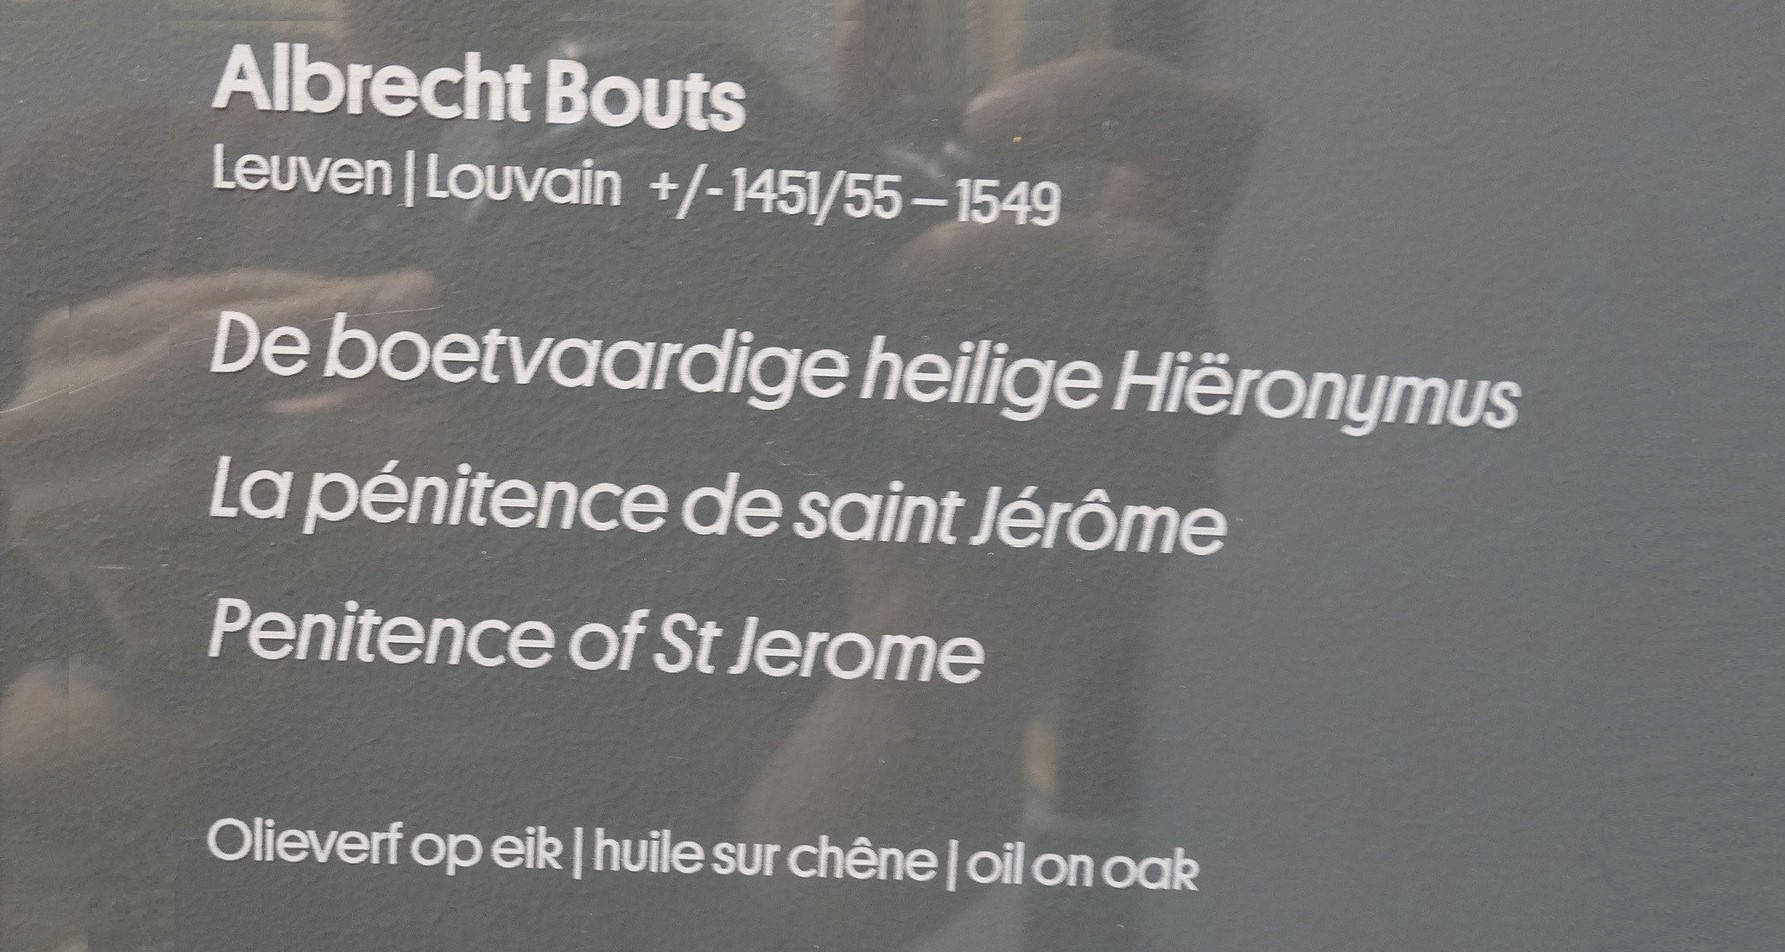 Albrecht Bouts
Leuven | Louvain +/- 1451/55 – 1549
De boetvaardige heilige Hiëronymus
La pénitence de saint Jérôme
Penitence of St Jerome
Olieverf op eik | huile sur chêne | oil on oak